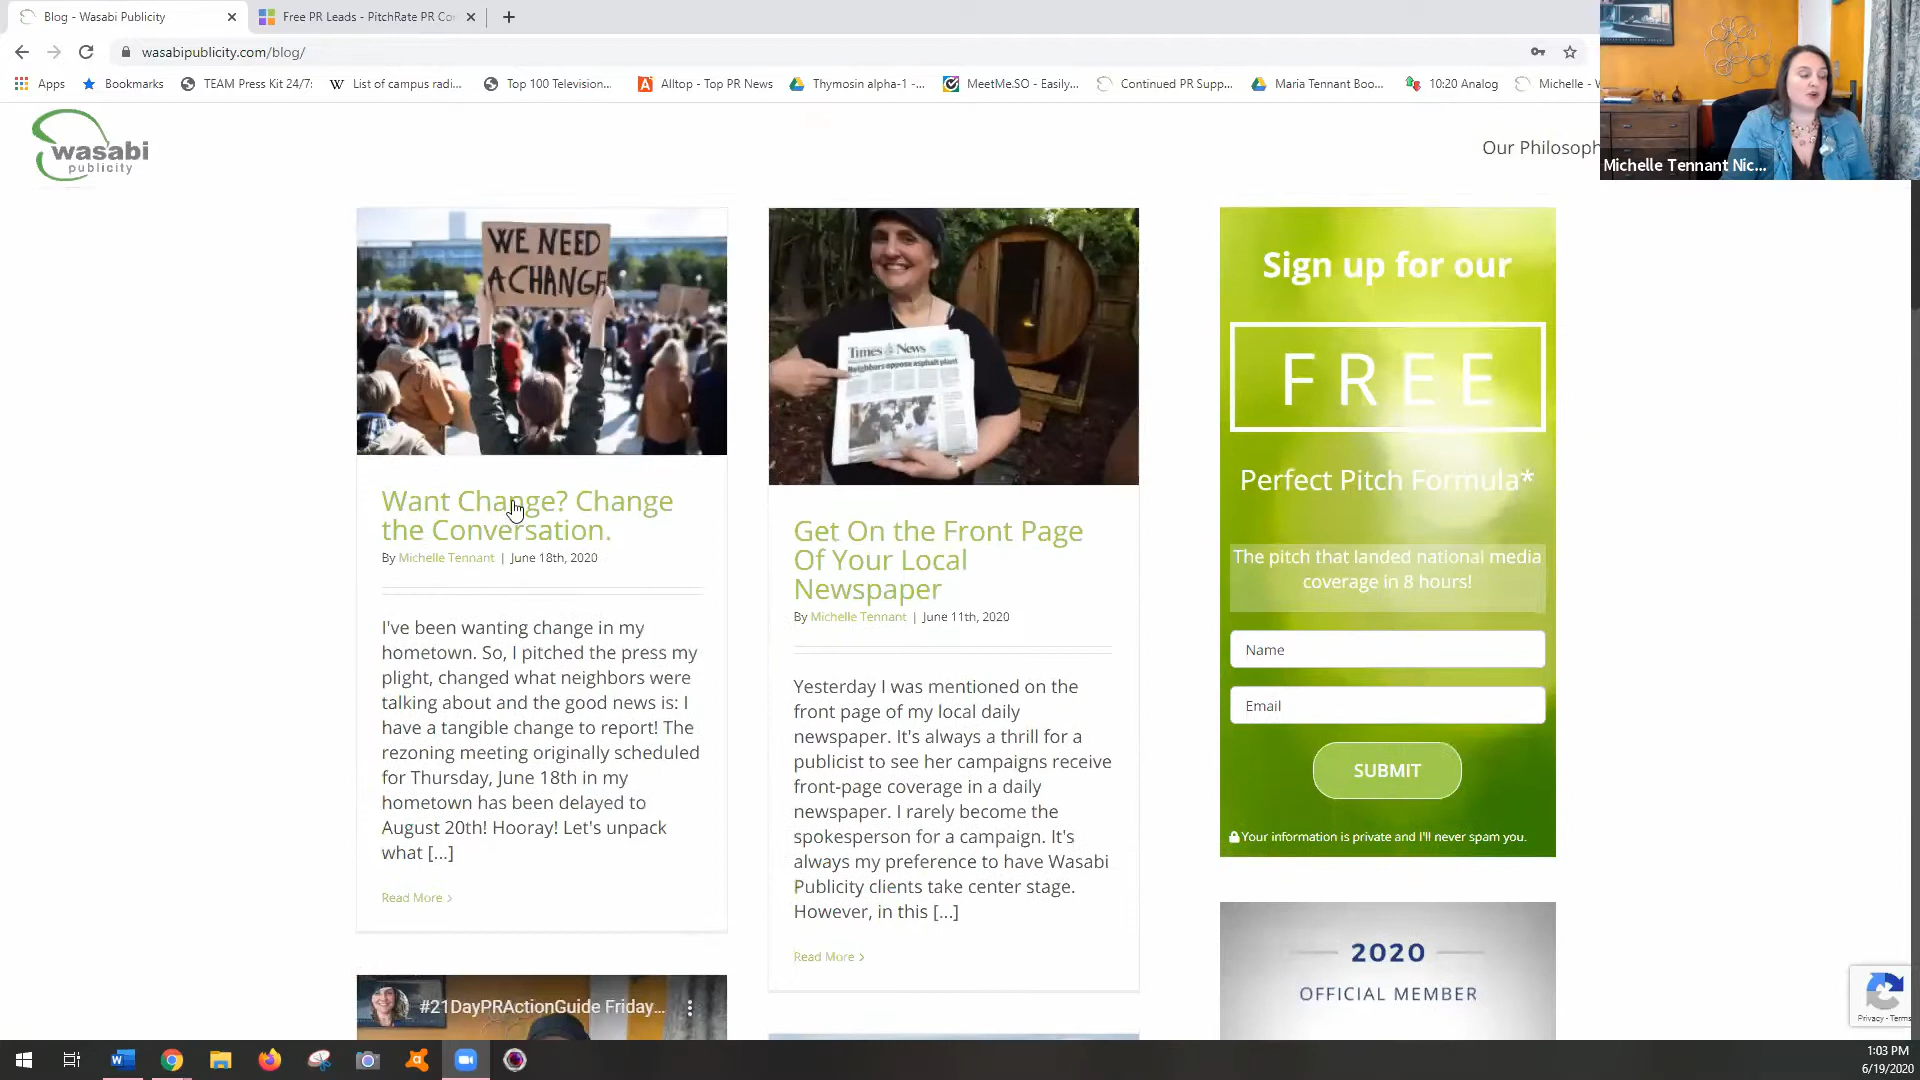 Blog - Wasabi Publicity
Free PR Leads - PitchRate PR Co
wasabipublicity.com/blog/
Apps
Bookmarks
TEAM Press Kit 24/7:
List of campus radi...
Top 100 Television...
Alltop - Top PR News
Thymosin alpha-1 -...
MeetMe.SO - Easily...
Continued PR Supp...
Maria Tennant Boo...
10:20 Analog
Michelle - W
Michelle Tennant Nic...
wasabi
publicity
Our Philosoph
WE NEED
A CHANGE
Times News
Neighbors oppose asphalt plant
Want Change? Change
the Conversation.
By Michelle Tennant | June 18th, 2020
I've been wanting change in my
hometown. So, I pitched the press my
plight, changed what neighbors were
talking about and the good news is: I
have a tangible change to report! The
rezoning meeting originally scheduled
for Thursday, June 18th in my
hometown has been delayed to
August 20th! Hooray! Let's unpack
what [...]
Read More >
#21DayPRActionGuide Friday...
Get On the Front Page
Of Your Local
Newspaper
By Michelle Tennant | June 11th, 2020
Yesterday I was mentioned on the
front page of my local daily
newspaper. It's always a thrill for a
publicist to see her campaigns receive
front-page coverage in a daily
newspaper. I rarely become the
spokesperson for a campaign. It's
always my preference to have Wasabi
Publicity clients take center stage.
However, in this [...]
Read More >
Sign up for our
FREE
Perfect Pitch Formula*
The pitch that landed national media
coverage in 8 hours!
Name
Email
SUBMIT
Your information is private and I'll never spam you.
2020
OFFICIAL MEMBER
Privacy - Terms
1:03 PM
6/19/2020